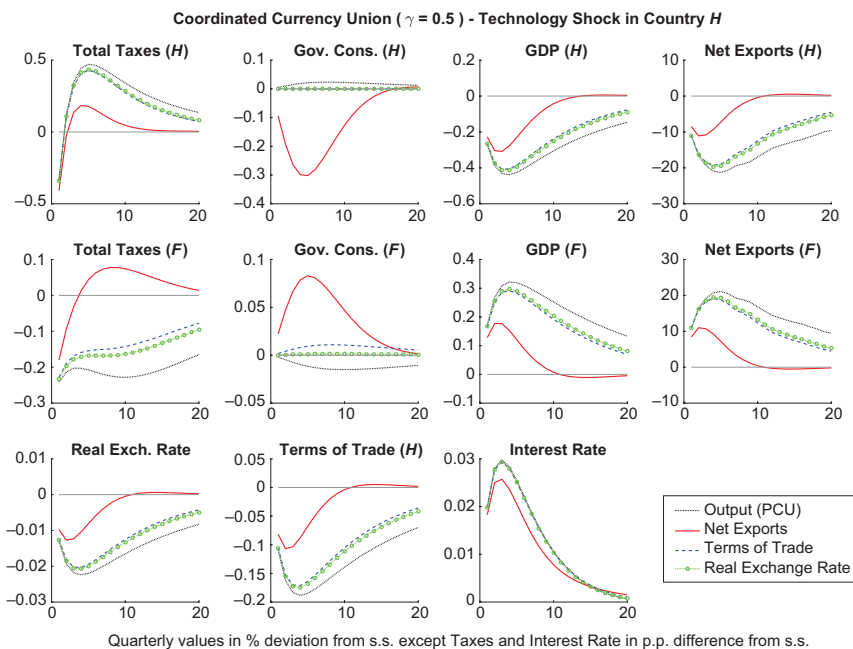 Coordinated Currency Union ( γ = 0.5 ) - Technology Shock in Country H
Total Taxes (H)
Gov. Cons. (H)
GDP (H)
Net Exports (H)
0.5
0
–0.5
0 10 20
0.1
0
–0.1
–0.2
–0.3
–0.4
0 10 20
0.2
0
–0.2
–0.4
0.6
0 10 20
10
0
–10
–20
–30
0 10 20
Total Taxes (F)
Gov. Cons. (F)
GDP (F)
Net Exports (F)
0.1
0
–0.1
–0.2
–0.3
0 10 20
0.1
0.05
0
–0.05
0 10 20
0.4
0.3
0.2
0.1
0
0.1
0 10 20
30
20
10
0
–10
0 10 20
Real Exch. Rate
Terms of Trade (H)
Interest Rate
0.01
0
–0.01
–0.02
–0.03
0 10 20
0.05
0
–0.05
–0.1
–0.15
–0.2
0 10 20
0.03
0.02
0.01
0
0 10 20
Output (PCU)
Net Exports
Terms of Trade
Real Exchange Rate
Quarterly values in % deviation from s.s. except Taxes and Interest Rate in p.p. difference from s.s.